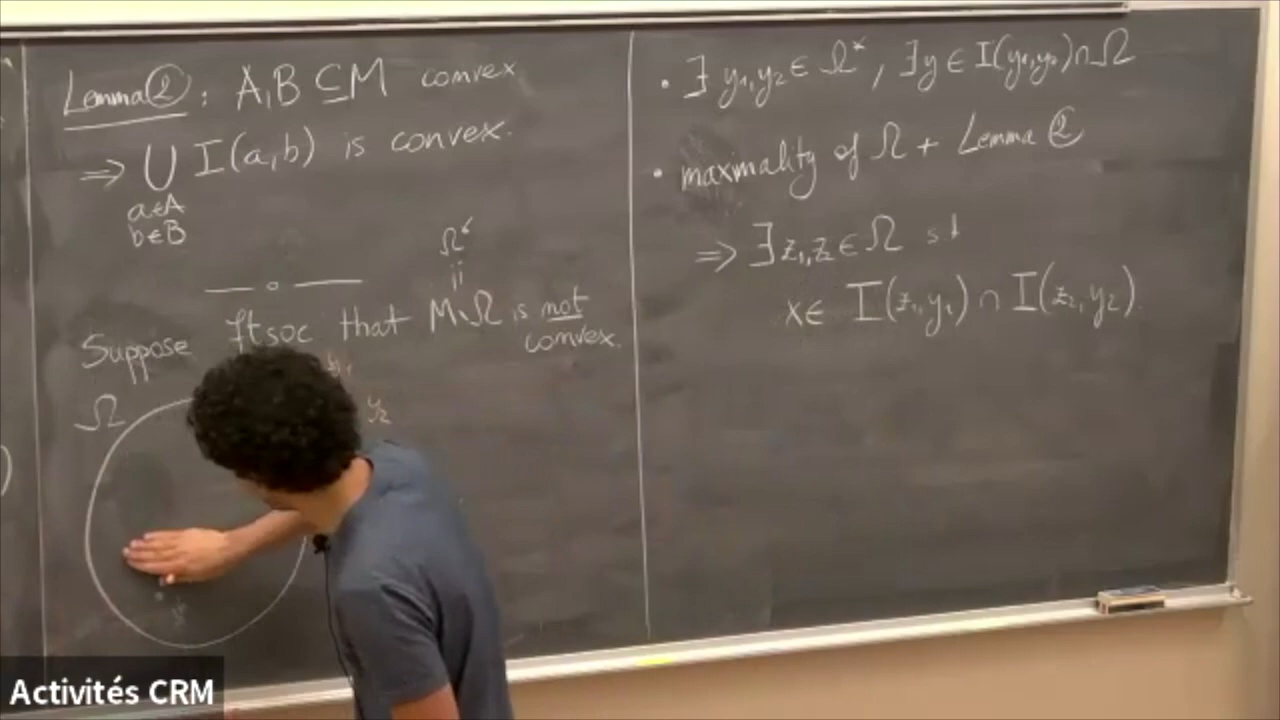 Lemma ② : A, B ⊆ M convex
⇒ ⋃ I(a,b) is convex.
a∈A
b∈B
Ω*
=
Suppose ftsoc that M\Ω is not
convex.
Ω
y₂
• ∃ y₁,y₂ ∈ Ω*, ∃y ∈ I(y₁,y₂)∩Ω
• maximality of Ω + Lemma ②
⇒ ∃ z₁,z₂ ∈ Ω s.t
x ∈ I(z₁,y₁) ∩ I(z₂,y₂).
Activités CRM